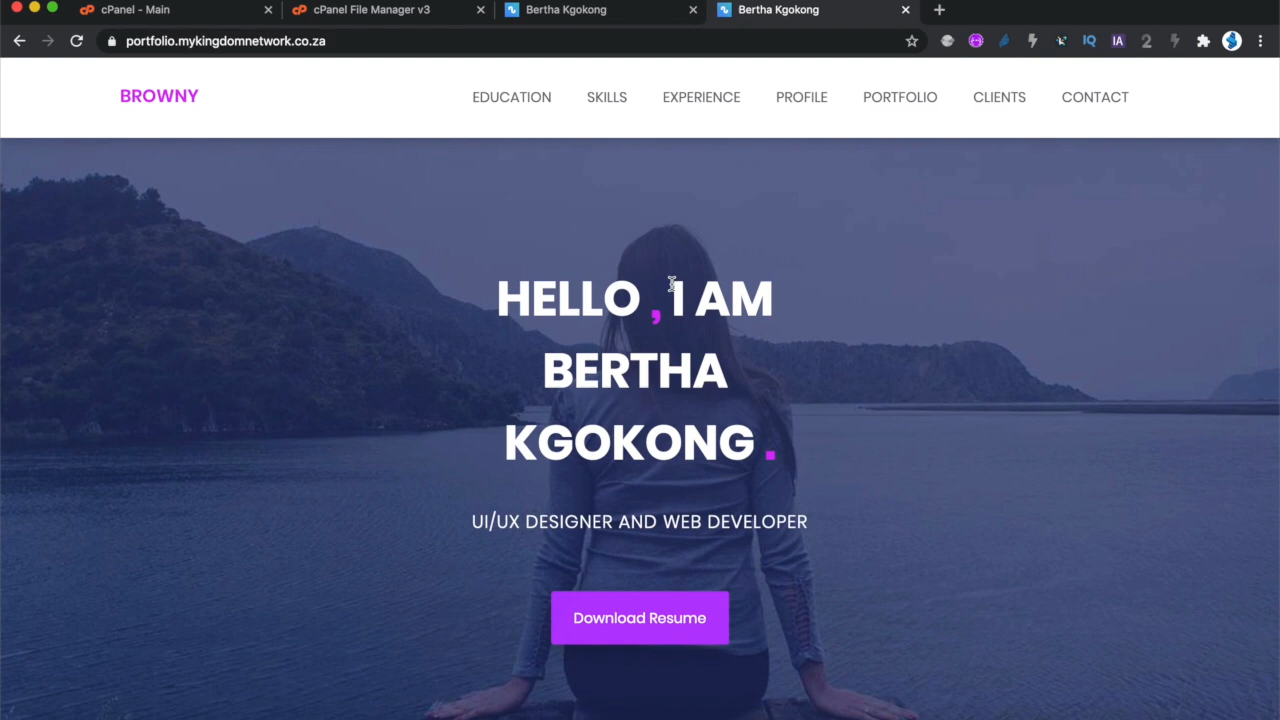 cPanel - Main
cPanel File Manager v3
Bertha Kgokong
Bertha Kgokong
portfolio.mykingdomnetwork.co.za
IQ
IA
2
BROWNY
EDUCATION SKILLS EXPERIENCE PROFILE PORTFOLIO CLIENTS CONTACT
HELLO , I AM
BERTHA
KGOKONG .
UI/UX DESIGNER AND WEB DEVELOPER
Download Resume